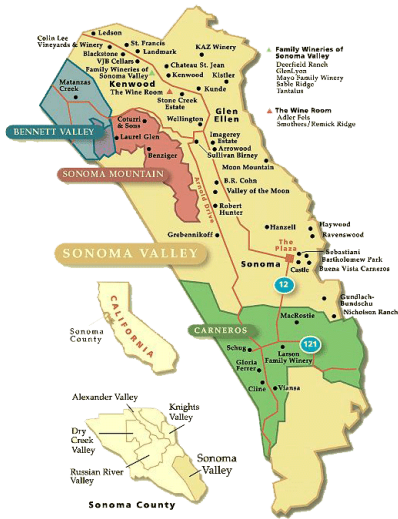 Colin Lee
Vineyards & Winery
Ledson
St. Francis
Blackstone
Landmark
VJB Cellars
Family Wineries of
Sonoma Valley
KAZ Winery
Chateau St. Jean
Kenwood
Kistler
Kenwood
The Wine Room
Kunde
Stone Creek
Estate
Matanzas
Creek
BENNETT VALLEY
Coturri
& Sons
Laurel Glen
Benziger
SONOMA MOUNTAIN
Wellington
Glen
Ellen
Imagerey
Estate
Arrowood
Sullivan Birney
Moon Mountain
B.R. Cohn
Valley of the Moon
Arnold Drive
Robert
Hunter
Grebennikoff
Hanzell
Haywood
Ravenswood
The
Plaza
Sebastiani
Bartholomew Park
Castle
Buena Vista Carneros
Sonoma
SONOMA VALLEY
12
Gundlach-
Bundschu
Nicholson Ranch
MacRostie
CARNEROS
121
Schug
Larson
Family Winery
Gloria
Ferrer
Cline
Viansa
Family Wineries of
Sonoma Valley
Deerfield Ranch
GlenLyon
Mayo Family Winery
Sable Ridge
Tantalus
The Wine Room
Adler Fels
Smothers/Remick Ridge
CALIFORNIA
Sonoma
County
Alexander Valley
Knights
Valley
Dry
Creek
Valley
Sonoma
Valley
Russian River
Valley
Sonoma County